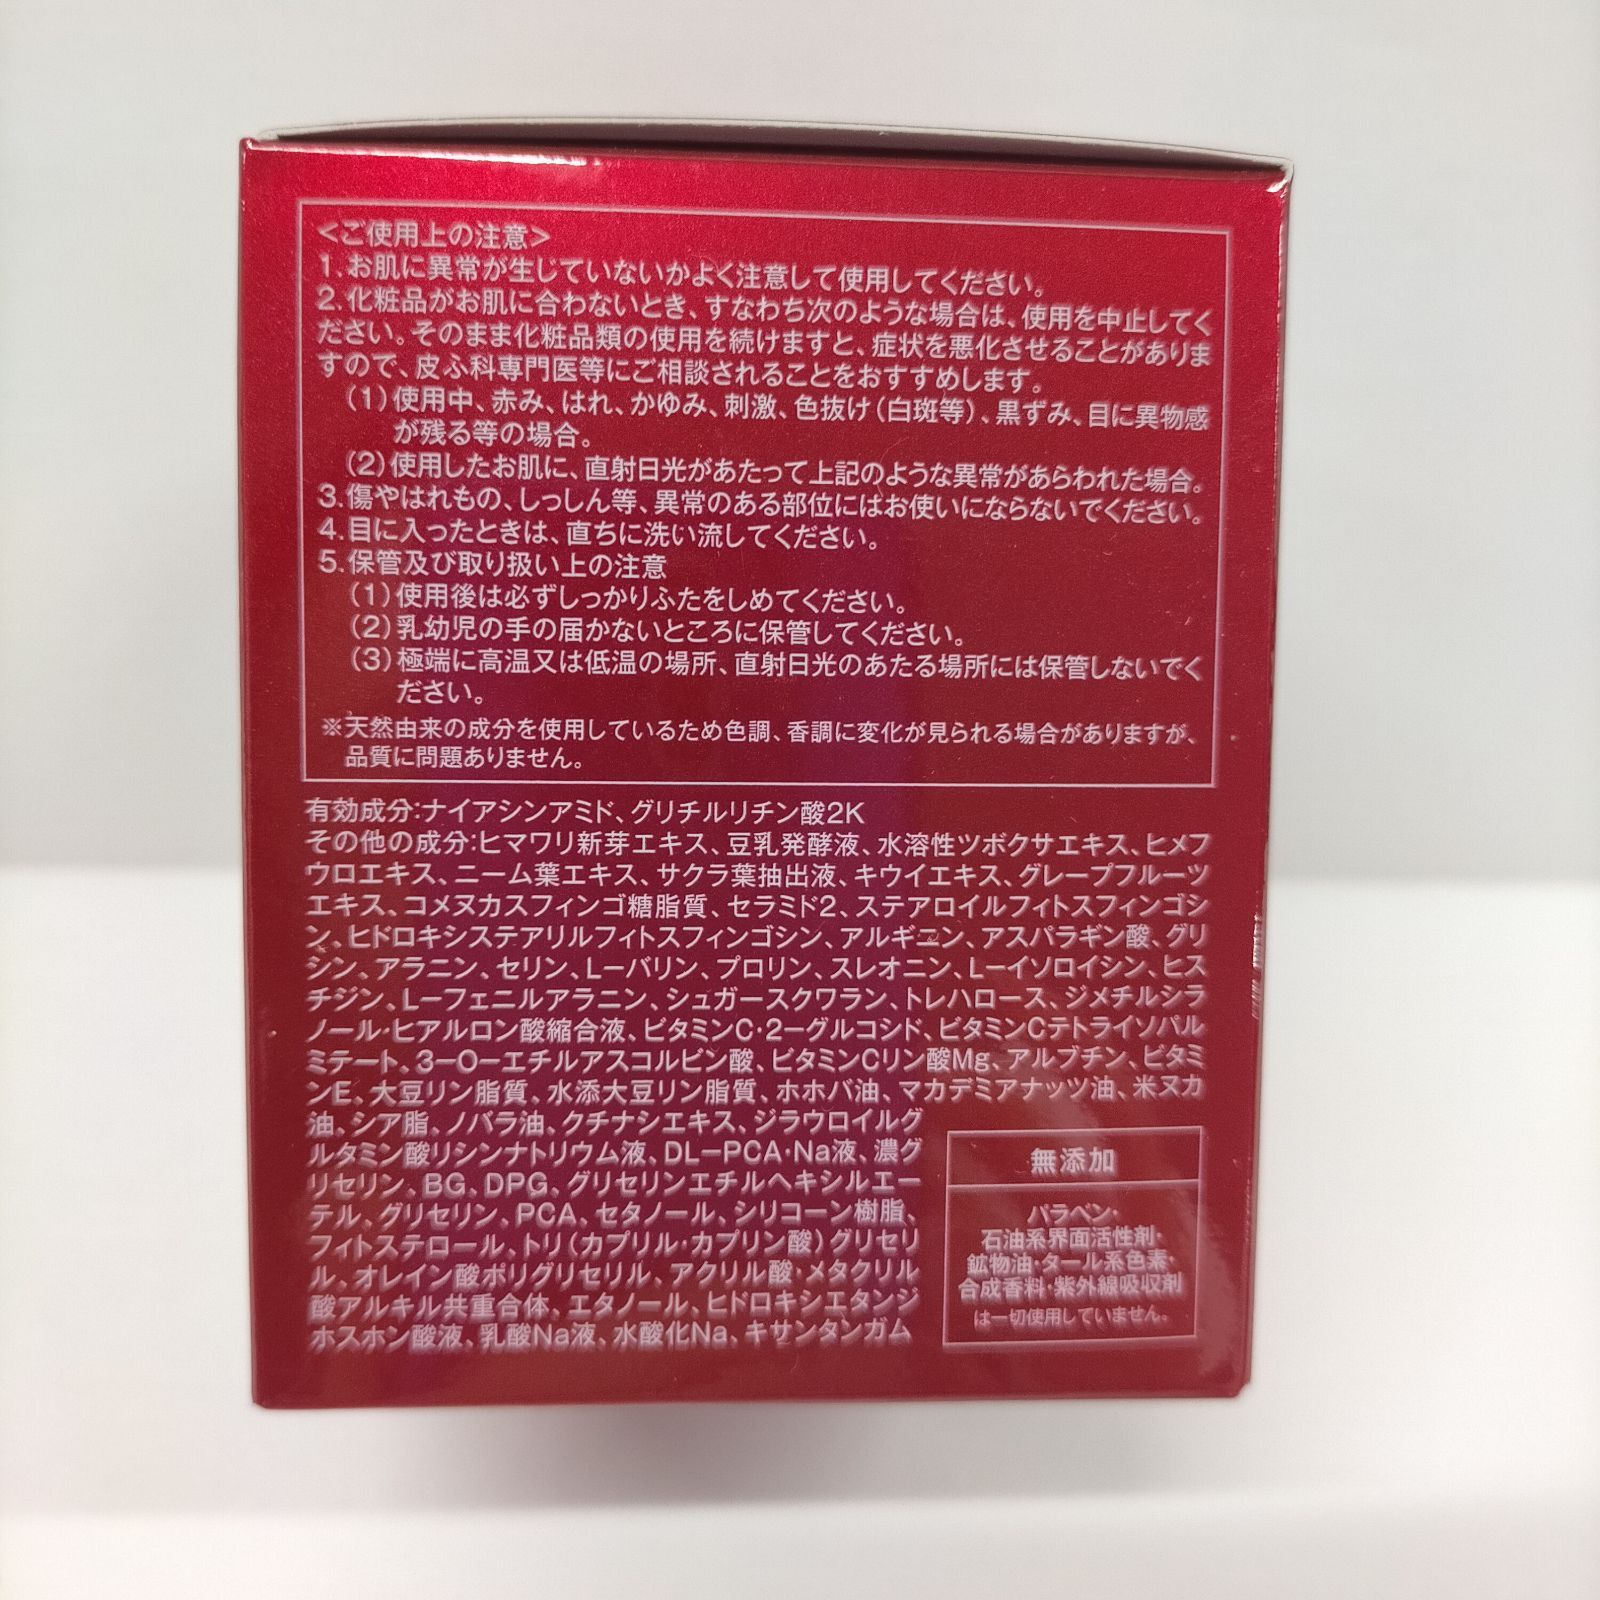 ＜ご使用上の注意＞
1.お肌に異常が生じていないかよく注意して使用してください。
2.化粧品がお肌に合わないとき、すなわち次のような場合は、使用を中止してく
ださい。そのまま化粧品類の使用を続けますと、症状を悪化させることがありま
すので、皮ふ科専門医等にご相談されることをおすすめします。
(1)使用中、赤み、はれ、かゆみ、刺激、色抜け(白斑等)、黒ずみ、目に異物感
が残る等の場合。
(2)使用したお肌に、直射日光があたって上記のような異常があらわれた場合。
3.傷やはれもの、しっしん等、異常のある部位にはお使いにならないでください。
4.目に入ったときは、直ちに洗い流してください。
5.保管及び取り扱い上の注意
(1)使用後は必ずしっかりふたをしめてください。
(2)乳幼児の手の届かないところに保管してください。
(3)極端に高温又は低温の場所、直射日光のあたる場所には保管しないでく
ださい。
※天然由来の成分を使用しているため色調、香調に変化が見られる場合がありますが、
品質に問題ありません。
有効成分:ナイアシンアミド、グリチルリチン酸2K
その他の成分:ヒマワリ新芽エキス、豆乳発酵液、水溶性ツボクサエキス、ヒメフ
ウロエキス、ニーム葉エキス、サクラ葉抽出液、キウイエキス、グレープフルーツ
エキス、コメヌカスフィンゴ糖脂質、セラミド2、ステアロイルフィトスフィンゴシ
ン、ヒドロキシステアリルフィトスフィンゴシン、アルギニン、アスパラギン酸、グリ
シン、アラニン、セリン、L−バリン、プロリン、スレオニン、L−イソロイシン、ヒス
チジン、L−フェニルアラニン、シュガースクワラン、トレハロース、ジメチルシラ
ノール・ヒアルロン酸縮合液、ビタミンC・2−グルコシド、ビタミンCテトライソパル
ミテート、3−O−エチルアスコルビン酸、ビタミンCリン酸Mg、アルブチン、ビタミ
ンE、大豆リン脂質、水添大豆リン脂質、ホホバ油、マカデミアナッツ油、米ヌカ
油、シア脂、ノバラ油、クチナシエキス、ジラウロイルグ
ルタミン酸リシンナトリウム液、DL−PCA・Na液、濃グ
リセリン、BG、DPG、グリセリンエチルヘキシルエー
テル、グリセリン、PCA、セタノール、シリコーン樹脂、
フィトステロール、トリ(カプリル・カプリン酸)グリセリ
ル、オレイン酸ポリグリセリル、アクリル酸・メタクリル
酸アルキル共重合体、エタノール、ヒドロキシエタンジ
ホスホン酸液、乳酸Na液、水酸化Na、キサンタンガム
無添加
パラベン・
石油系界面活性剤・
鉱物油・タール系色素・
合成香料・紫外線吸収剤
は一切使用していません。